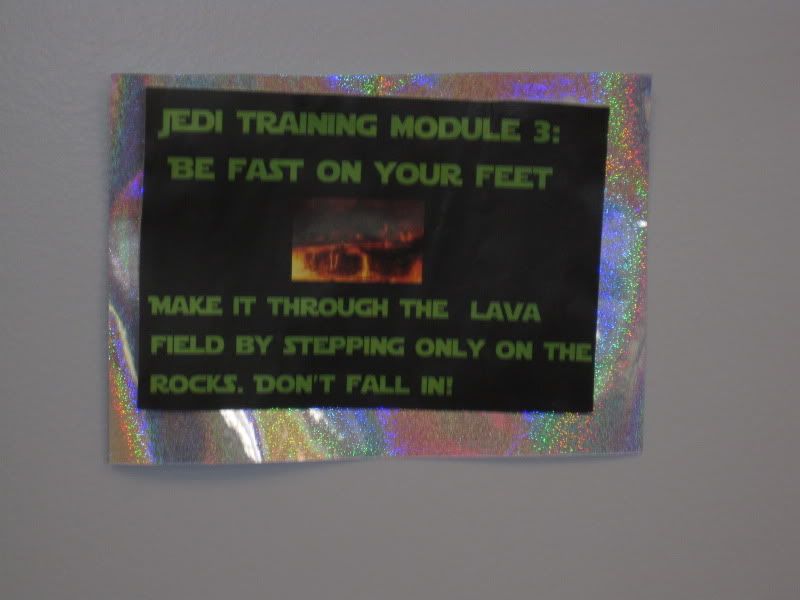 JEDI TRAINING MODULE 3:
BE FAST ON YOUR FEET
MAKE IT THROUGH THE LAVA
FIELD BY STEPPING ONLY ON THE
ROCKS. DON'T FALL IN!